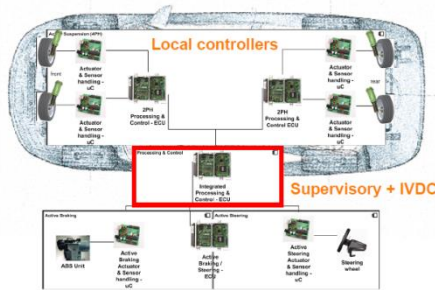 Suspension (4PH)
Local controllers
front
rear
Actuator
& Sensor
handling -
uC
Actuator
& Sensor
handling -
uC
2PH
Processing &
Control - ECU
2PH
Processing &
Control ECU
Actuator
& Sensor
handling -
uC
Actuator
& Sensor
handling -
uC
Processing & Control
Integrated
Processing &
Control - ECU
Supervisory + IVDC
Active Braking
Active Steering
ABS Unit
Active
Braking
Actuator
& Sensor
handling -
uC
Active
Braking /
Steering -
ECU
Active
Steering
Actuator
& Sensor
handling -
uC
Steering
wheel